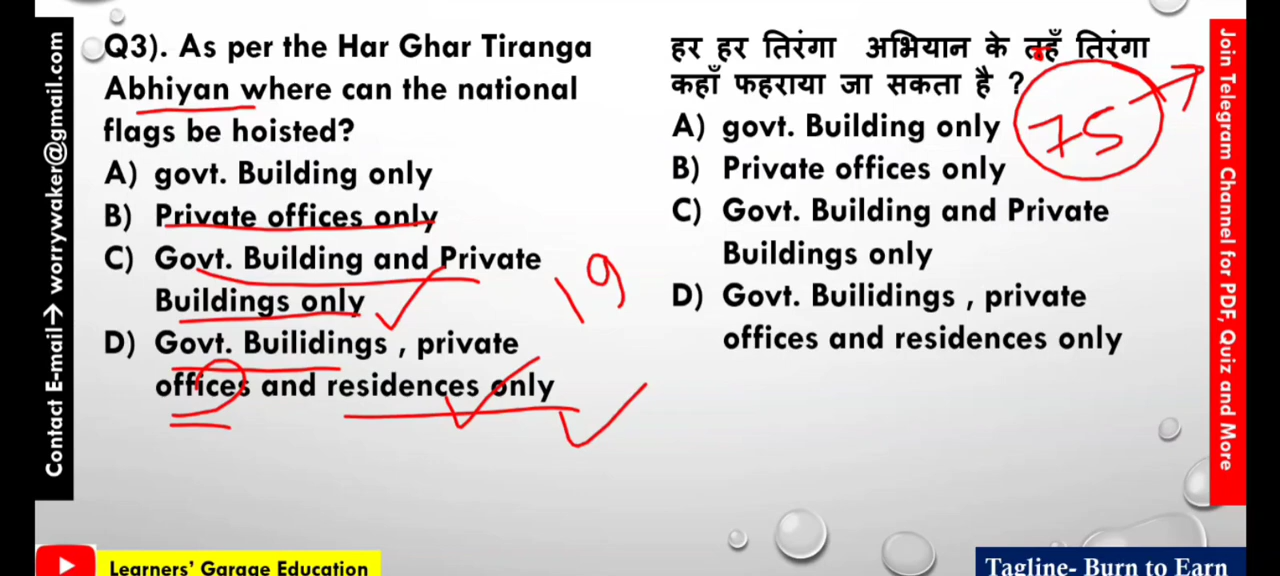 Contact E-mail → worrywaker@gmail.com
Q3). As per the Har Ghar Tiranga
Abhiyan where can the national
flags be hoisted?
A) govt. Building only
B) Private offices only
C) Govt. Building and Private
Buildings only
D) Govt. Builidings , private
offices and residences only
19
हर हर तिरंगा अभियान के तहँ तिरंगा
कहाँ फहराया जा सकता है ?
75
A) govt. Building only
B) Private offices only
C) Govt. Building and Private
Buildings only
D) Govt. Builidings , private
offices and residences only
Join Telegram Channel for PDF, Quiz and More
Learners' Garage Education
Tagline- Burn to Earn